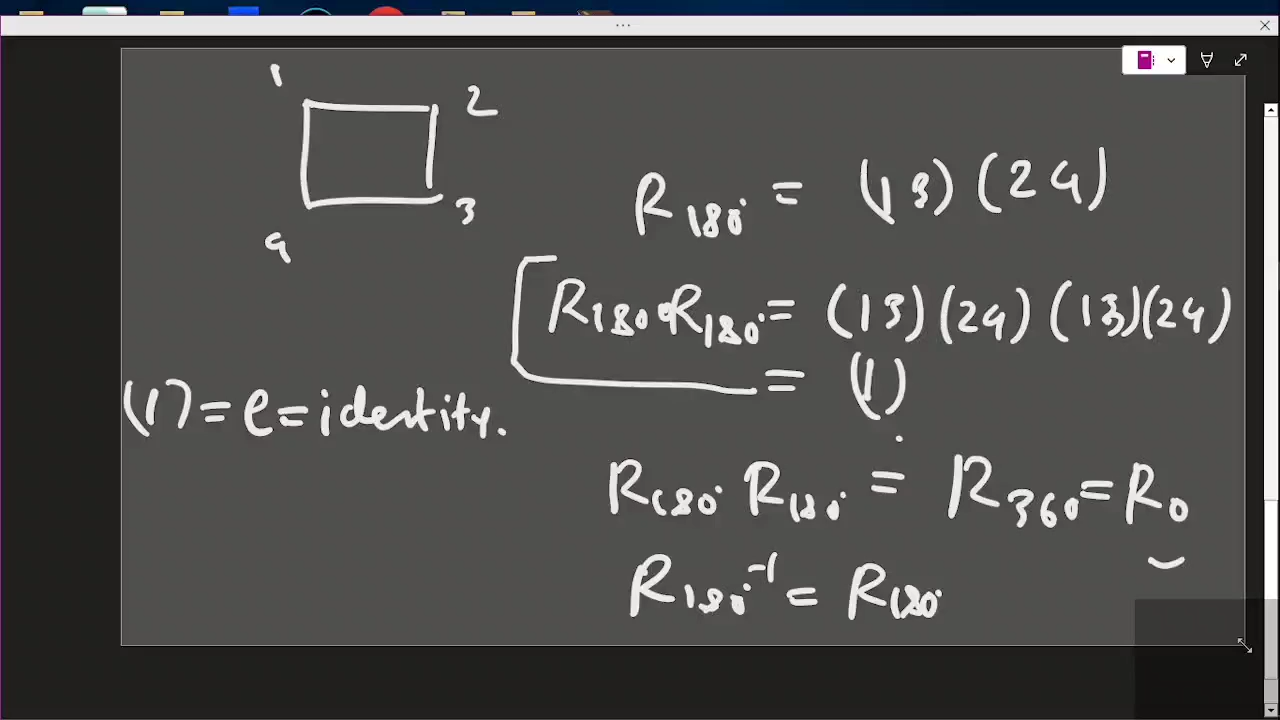 1
2
3
4
R180° = (13)(24)
R180° R180° = (13)(24)(13)(24)
= (1)
(1) = e = identity.
R180° R180° = R360 = R0
R180°⁻¹ = R180°